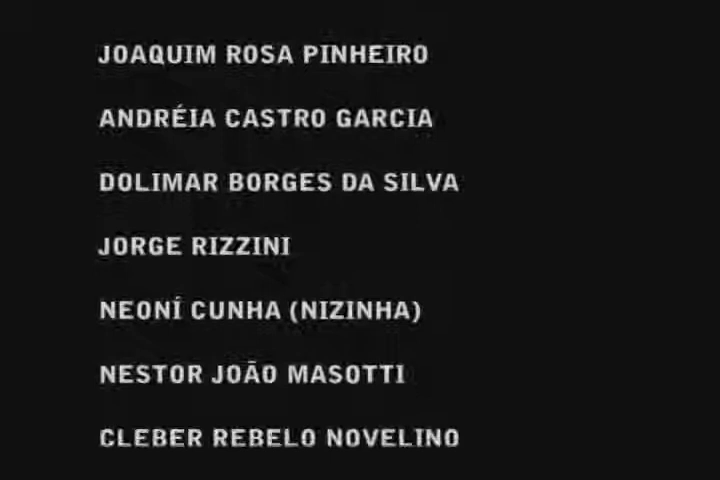 JOAQUIM ROSA PINHEIRO
ANDRÉIA CASTRO GARCIA
DOLIMAR BORGES DA SILVA
JORGE RIZZINI
NEONÍ CUNHA (NIZINHA)
NESTOR JOÃO MASOTTI
CLEBER REBELO NOVELINO